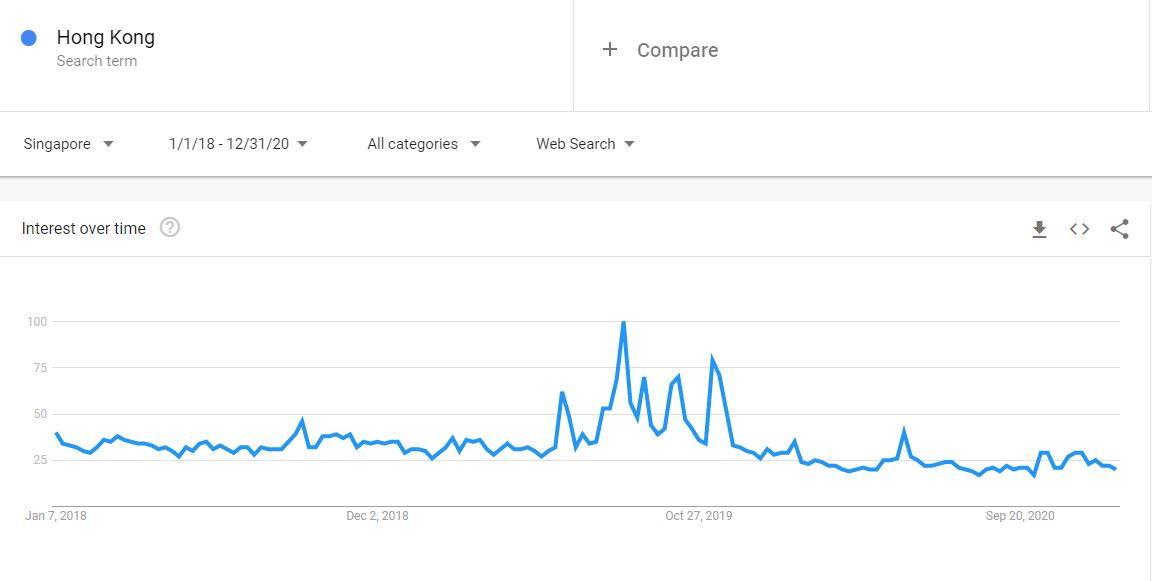 Hong Kong
Search term
+ Compare
Singapore
1/1/18 - 12/31/20
All categories
Web Search
Interest over time ?
100
75
50
25
Jan 7, 2018
Dec 2, 2018
Oct 27, 2019
Sep 20, 2020